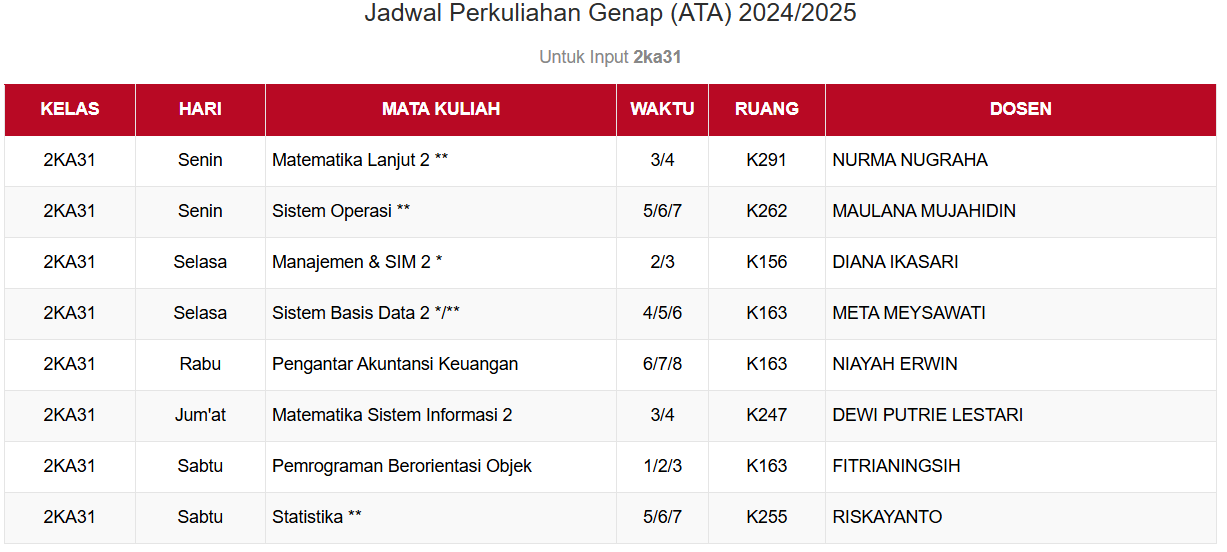 Jadwal Perkuliahan Genap (ATA) 2024/2025
Untuk Input 2ka31
KELAS HARI MATA KULIAH WAKTU RUANG DOSEN
2KA31 Senin Matematika Lanjut 2 ** 3/4 K291 NURMA NUGRAHA
2KA31 Senin Sistem Operasi ** 5/6/7 K262 MAULANA MUJAHIDIN
2KA31 Selasa Manajemen & SIM 2 * 2/3 K156 DIANA IKASARI
2KA31 Selasa Sistem Basis Data 2 */** 4/5/6 K163 META MEYSAWATI
2KA31 Rabu Pengantar Akuntansi Keuangan 6/7/8 K163 NIAYAH ERWIN
2KA31 Jum'at Matematika Sistem Informasi 2 3/4 K247 DEWI PUTRIE LESTARI
2KA31 Sabtu Pemrograman Berorientasi Objek 1/2/3 K163 FITRIANINGSIH
2KA31 Sabtu Statistika ** 5/6/7 K255 RISKAYANTO